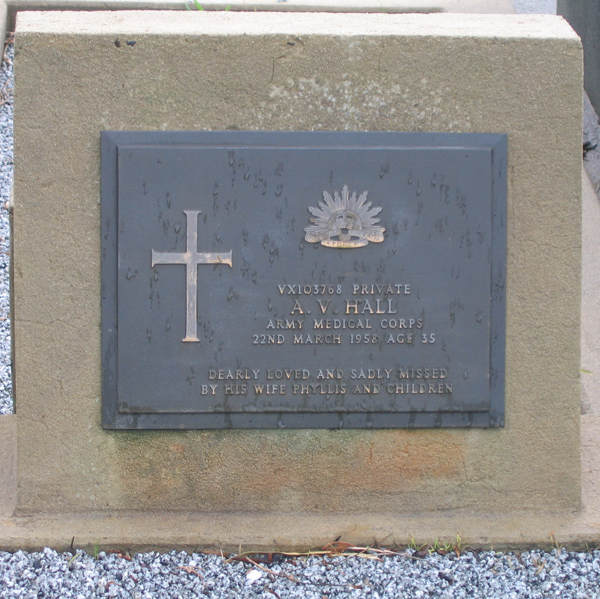 VX103768 PRIVATE
A. V. HALL
ARMY MEDICAL CORPS
22ND MARCH 1958 AGE 35
DEARLY LOVED AND SADLY MISSED
BY HIS WIFE PHYLLIS AND CHILDREN